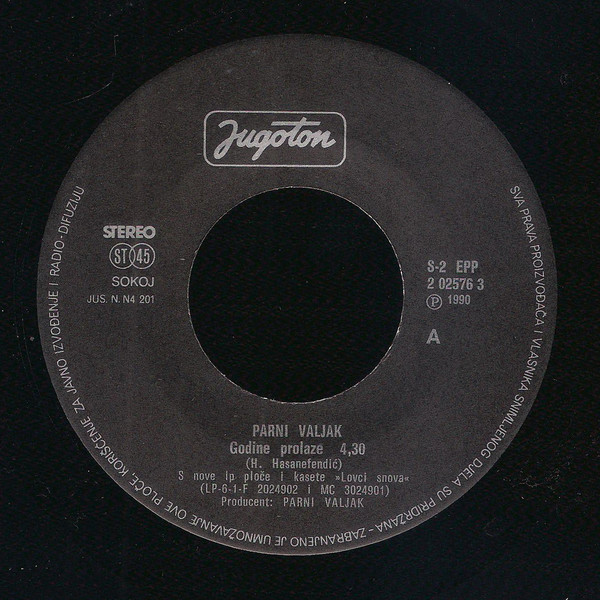 Jugoton
STEREO
ST 45
SOKOJ
JUS. N. N4 201
S-2 EPP
2 02576 3
Ⓟ 1990
A
PARNI VALJAK
Godine prolaze 4,30
(H. Hasanefendić)
S nove lp ploče i kasete »Lovci snova«
(LP-6-1-F 2024902 i MC 3024901)
Producent: PARNI VALJAK
SVA PRAVA PROIZVOĐAČA I VLASNIKA SNIMLJENOG DJELA SU PRIDRŽANA - ZABRANJENO JE UMNOŽAVANJE OVE PLOČE, KORIŠĆENJE ZA JAVNO IZVOĐENJE I RADIO-DIFUZIJU